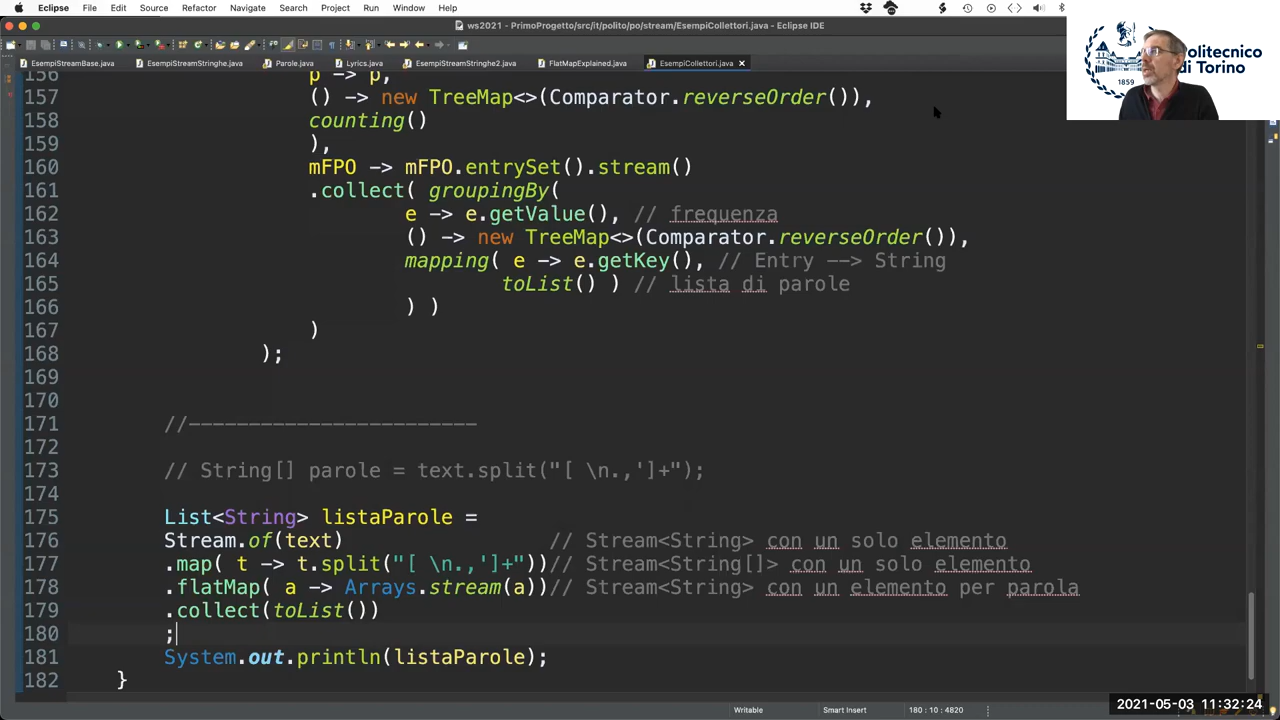 Eclipse File Edit Source Refactor Navigate Search Project Run Window Help
ws2021 - PrimoProgetto/src/it/polito/po/stream/EsempiCollettori.java - Eclipse IDE
EsempiStreamBase.java EsempiStreamStringhe.java Parole.java Lyrics.java EsempiStreamStringhe2.java FlatMapExplained.java EsempiCollettori.java
Politecnico
di Torino
1859
156 p -> p,
157 () -> new TreeMap<>(Comparator.reverseOrder()),
158 counting()
159 ),
160 mFPO -> mFPO.entrySet().stream()
161 .collect( groupingBy(
162 e -> e.getValue(), // frequenza
163 () -> new TreeMap<>(Comparator.reverseOrder()),
164 mapping( e -> e.getKey(), // Entry --> String
165 toList() ) // lista di parole
166 ) )
167 )
168 );
169
170
171 //------------------------
172
173 // String[] parole = text.split("[ \n.,']+");
174
175 List<String> listaParole =
176 Stream.of(text) // Stream<String> con un solo elemento
177 .map( t -> t.split("[ \n.,']+"))// Stream<String[]> con un solo elemento
178 .flatMap( a -> Arrays.stream(a))// Stream<String> con un elemento per parola
179 .collect(toList())
180 ;
181 System.out.println(listaParole);
182 }
Writable Smart Insert 180 : 10 : 4820
2021-05-03 11:32:24